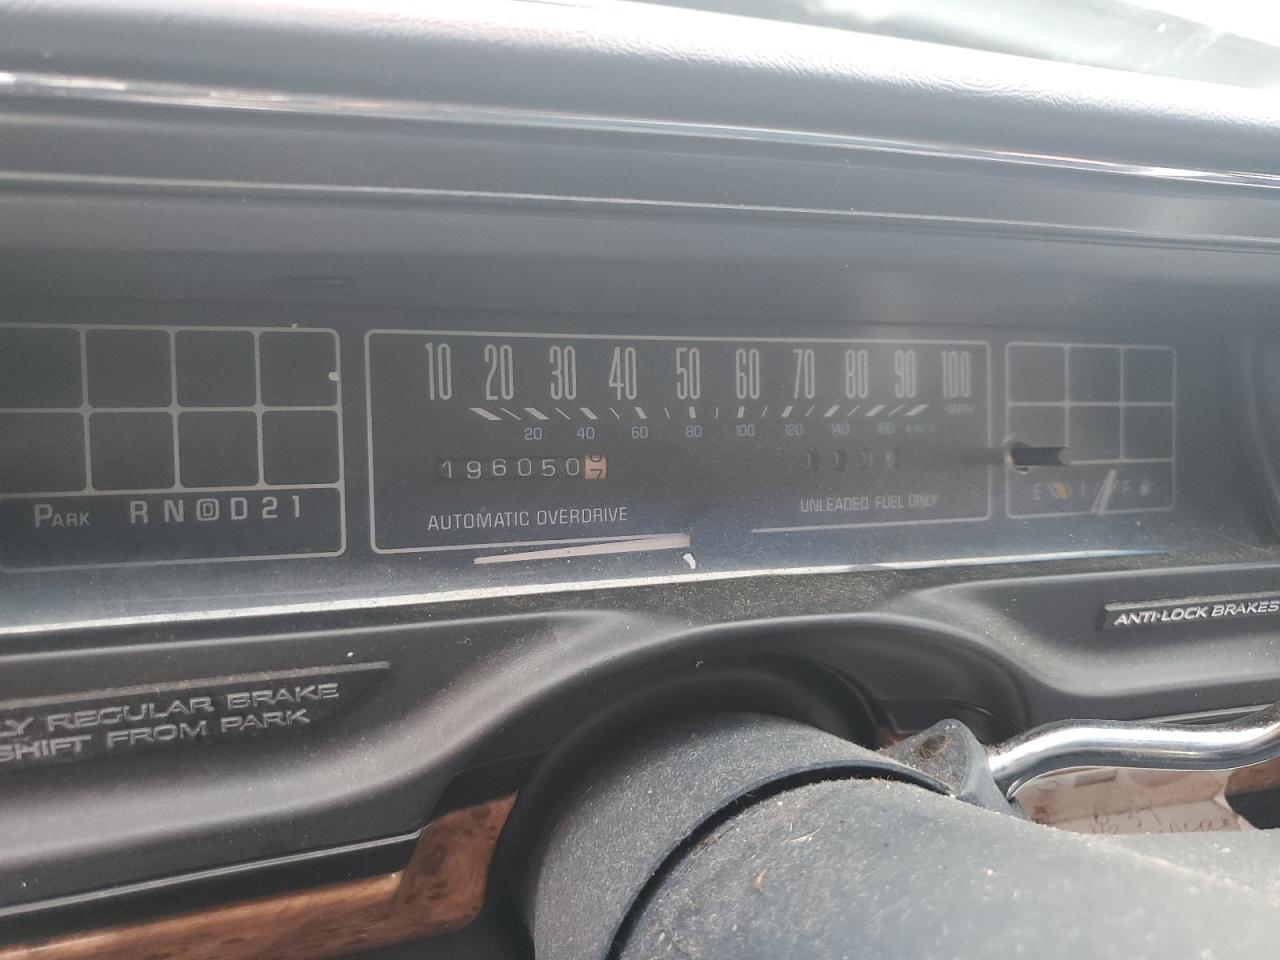 10 20 30 40 50 60 70 80 90 100
MPH
20 40 60 80 100 120 140 160 km/h
196050
E F
PARK R N D D 2 1
AUTOMATIC OVERDRIVE
UNLEADED FUEL ONLY
ANTI-LOCK BRAKES
LY REGULAR BRAKE
SHIFT FROM PARK